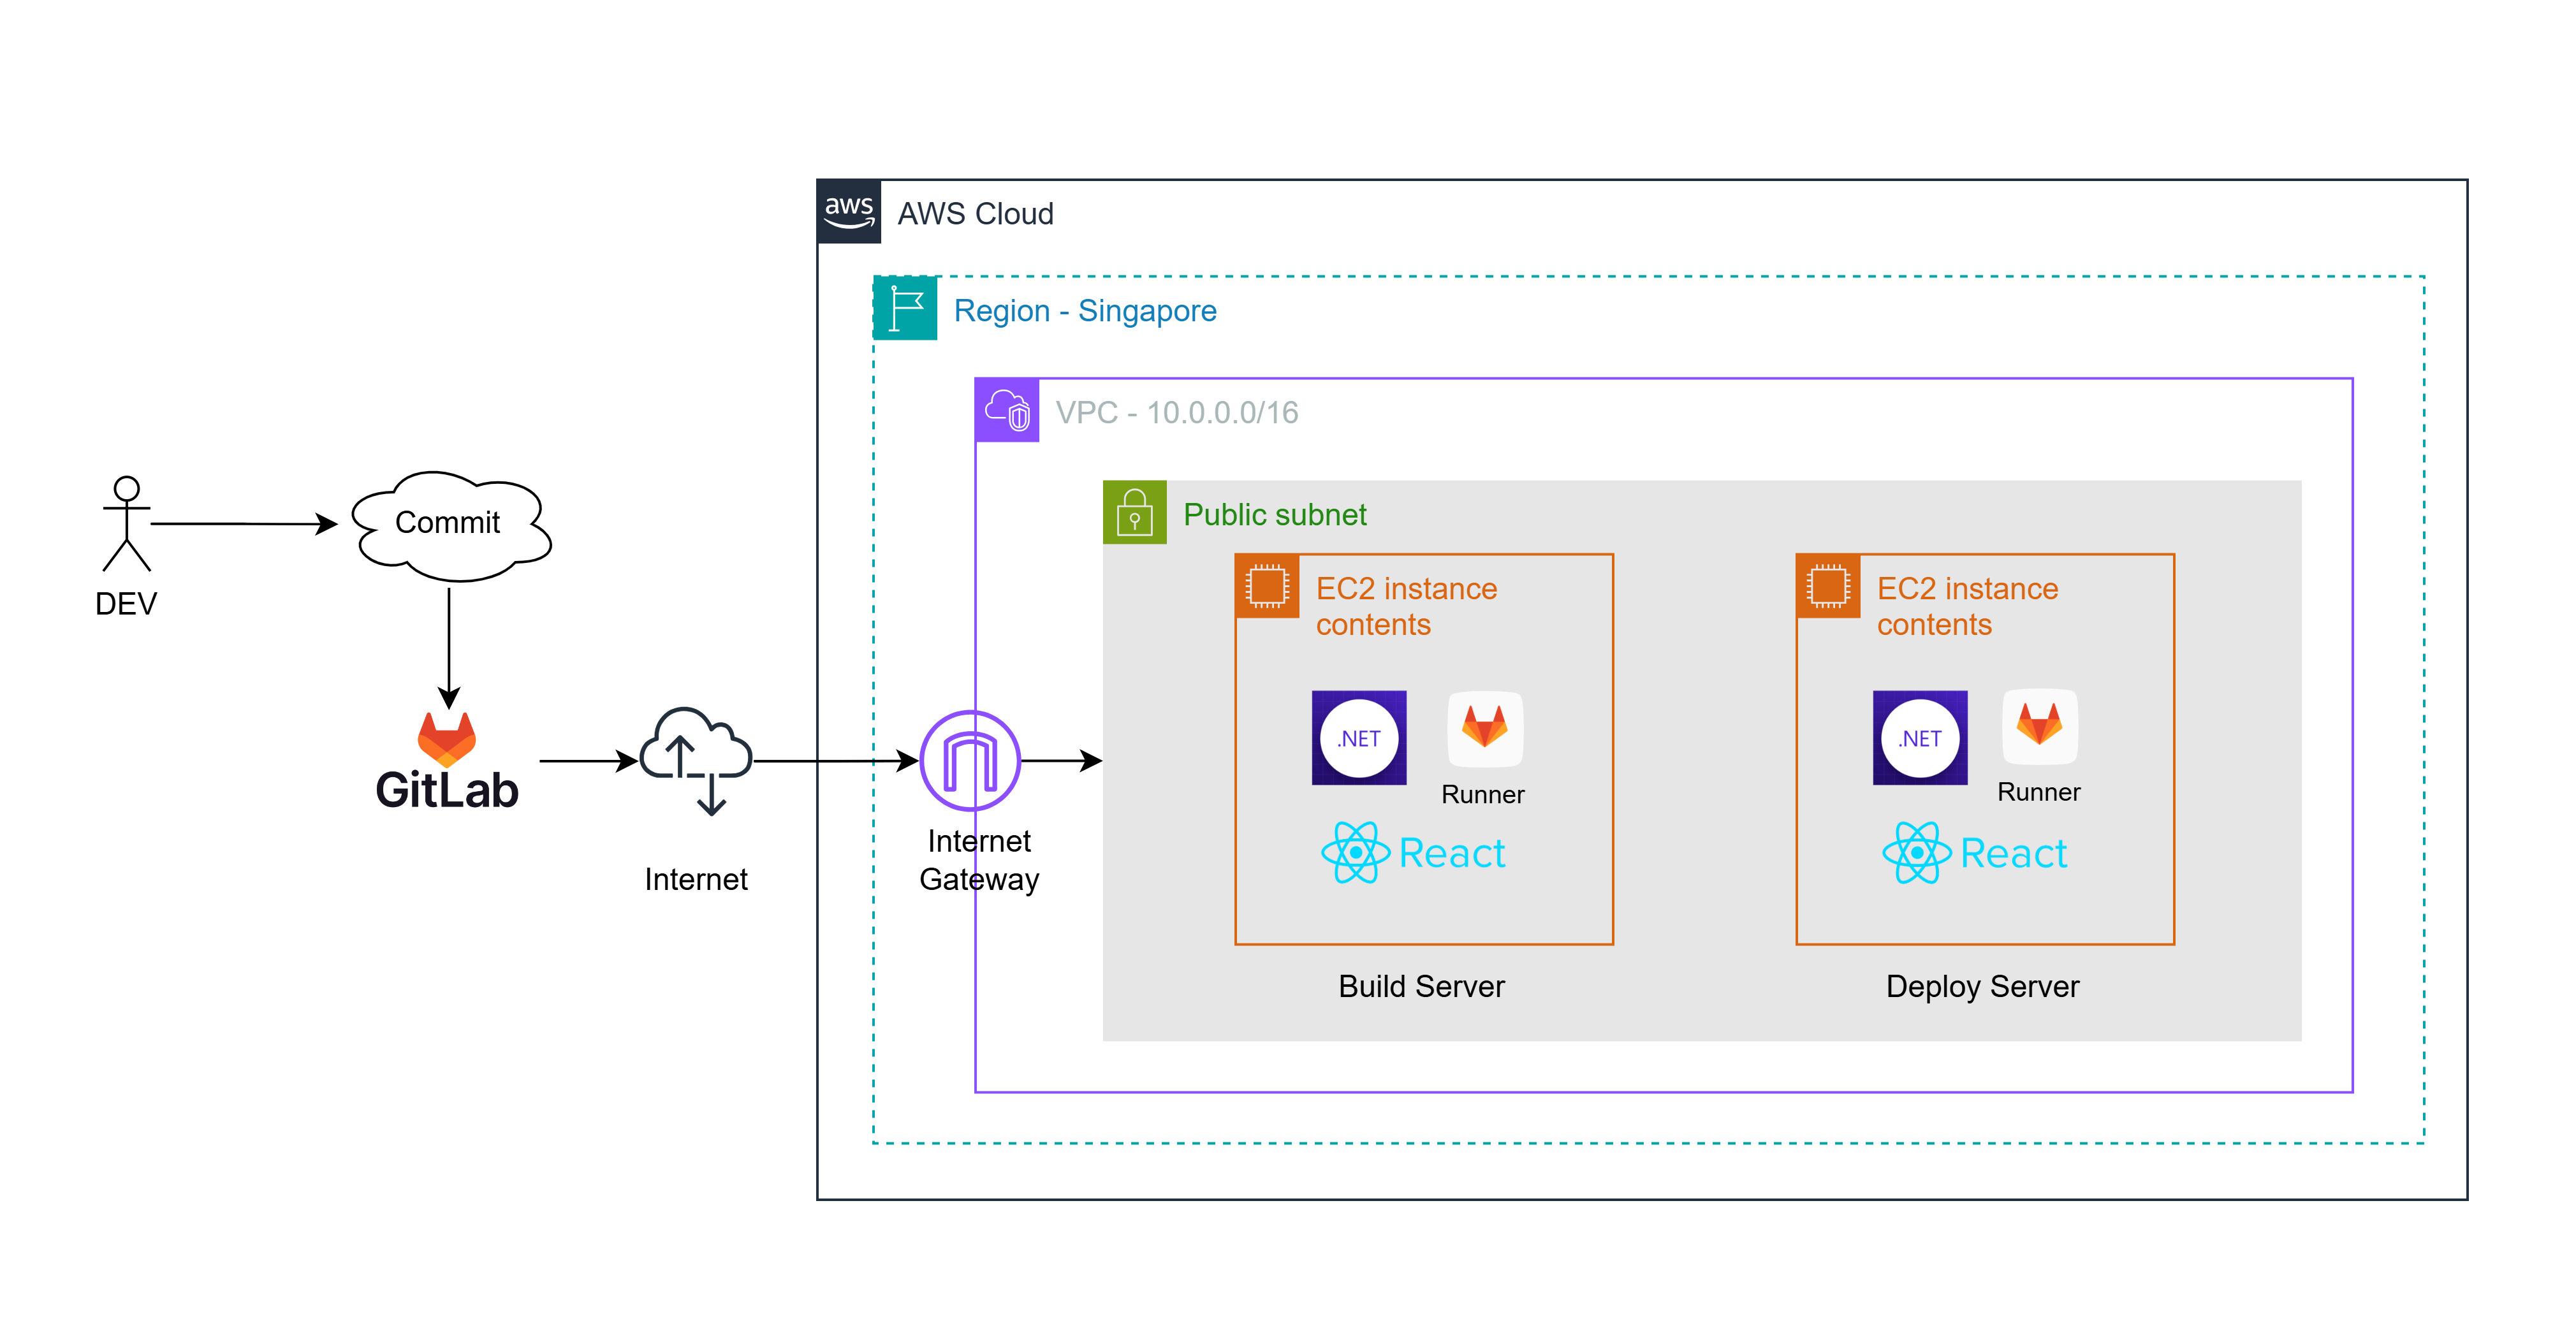 aws
AWS Cloud
Region - Singapore
VPC - 10.0.0.0/16
Public subnet
DEV
Commit
GitLab
Internet
Internet
Gateway
EC2 instance
contents
.NET
Runner
React
Build Server
EC2 instance
contents
.NET
Runner
React
Deploy Server